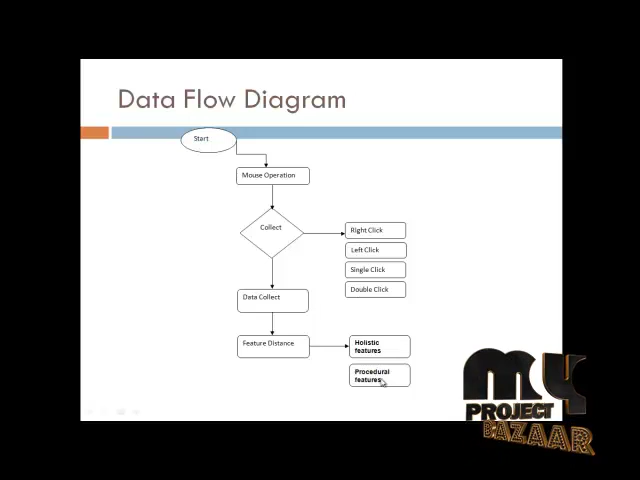 Data Flow Diagram
Start
Mouse Operation
Collect
Right Click
Left Click
Single Click
Double Click
Data Collect
Feature Distance
Holistic
features
Procedural
features
my
PROJECT
BAZAAR